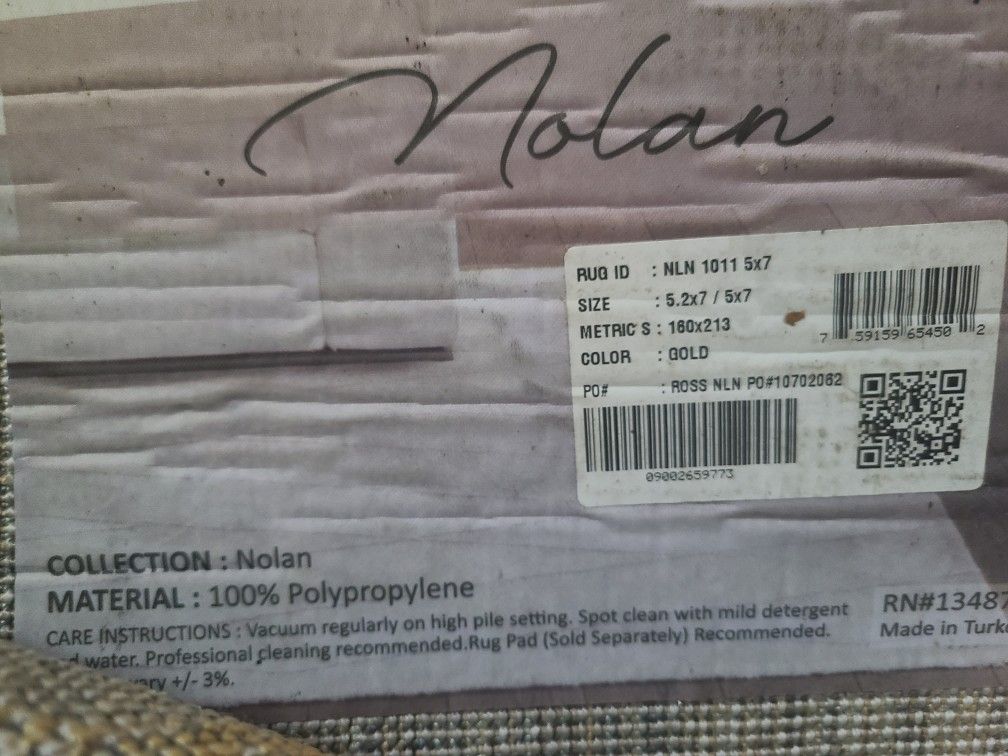 Nolan
RUG ID : NLN 1011 5x7
SIZE : 5.2x7 / 5x7
METRIC'S : 160x213
COLOR : GOLD
PO# : ROSS NLN PO#10702062
7 59159 65450 2
09002659773
COLLECTION : Nolan
MATERIAL : 100% Polypropylene
CARE INSTRUCTIONS : Vacuum regularly on high pile setting. Spot clean with mild detergent
water. Professional cleaning recommended.Rug Pad (Sold Separately) Recommended.
+/- 3%.
RN#13487
Made in Turk